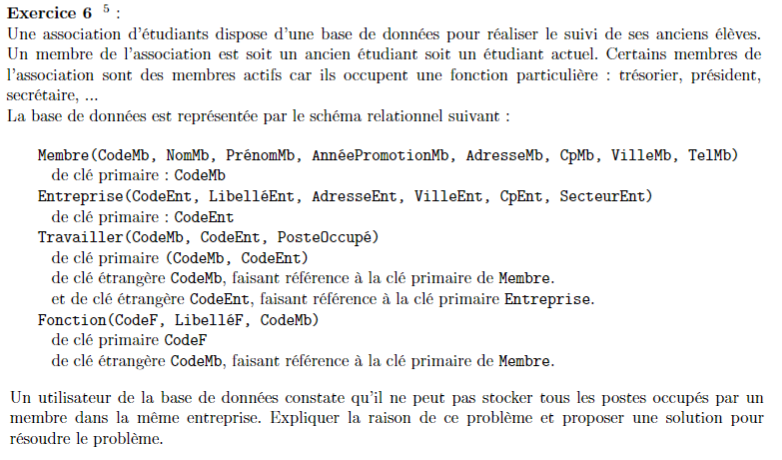 Exercice 6 5 :
Une association d'étudiants dispose d'une base de données pour réaliser le suivi de ses anciens élèves.
Un membre de l'association est soit un ancien étudiant soit un étudiant actuel. Certains membres de
l'association sont des membres actifs car ils occupent une fonction particulière : trésorier, président,
secrétaire, ...
La base de données est représentée par le schéma relationnel suivant :
Membre(CodeMb, NomMb, PrénomMb, AnnéePromotionMb, AdresseMb, CpMb, VilleMb, TelMb)
de clé primaire : CodeMb
Entreprise(CodeEnt, LibelléEnt, AdresseEnt, VilleEnt, CpEnt, SecteurEnt)
de clé primaire : CodeEnt
Travailler(CodeMb, CodeEnt, PosteOccupé)
de clé primaire (CodeMb, CodeEnt)
de clé étrangère CodeMb, faisant référence à la clé primaire de Membre.
et de clé étrangère CodeEnt, faisant référence à la clé primaire Entreprise.
Fonction(CodeF, LibelléF, CodeMb)
de clé primaire CodeF
de clé étrangère CodeMb, faisant référence à la clé primaire de Membre.
Un utilisateur de la base de données constate qu'il ne peut pas stocker tous les postes occupés par un
membre dans la même entreprise. Expliquer la raison de ce problème et proposer une solution pour
résoudre le problème.